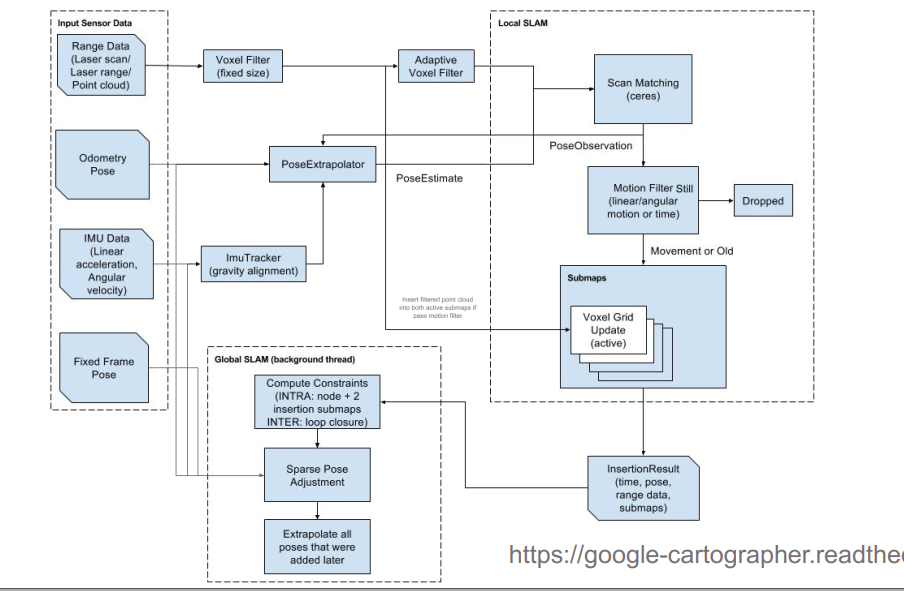 Input Sensor Data
Range Data
(Laser scan/
Laser range/
Point cloud)
Voxel Filter
(fixed size)
Adaptive
Voxel Filter
Local SLAM
Scan Matching
(ceres)
Odometry
Pose
PoseExtrapolator
PoseEstimate
PoseObservation
Motion Filter Still
(linear/angular
motion or time)
Dropped
IMU Data
(Linear
acceleration,
Angular
velocity)
ImuTracker
(gravity alignment)
Movement or Old
Submaps
Voxel Grid
Update
(active)
Insert filtered point cloud
into both active submaps if
pass motion filter
Fixed Frame
Pose
Global SLAM (background thread)
Compute Constraints
(INTRA: node + 2
insertion submaps
INTER: loop closure)
Sparse Pose
Adjustment
Extrapolate all
poses that were
added later
InsertionResult
(time, pose,
range data,
submaps)
https://google-cartographer.readthe